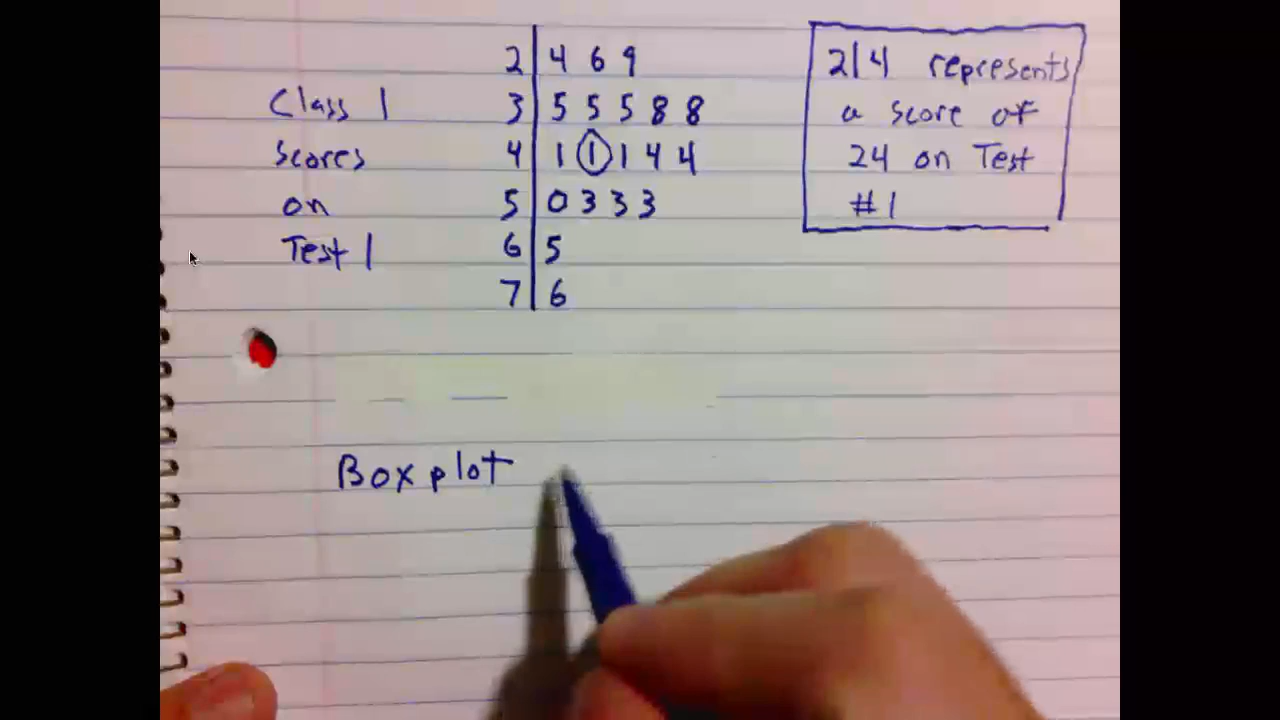 2 | 4 6 9
Class 1 3 | 5 5 5 8 8
Scores 4 | 1 1 1 4 4
on 5 | 0 3 3 3
Test 1 6 | 5
7 | 6
2|4 represents
a score of
24 on Test
#1
Boxplot